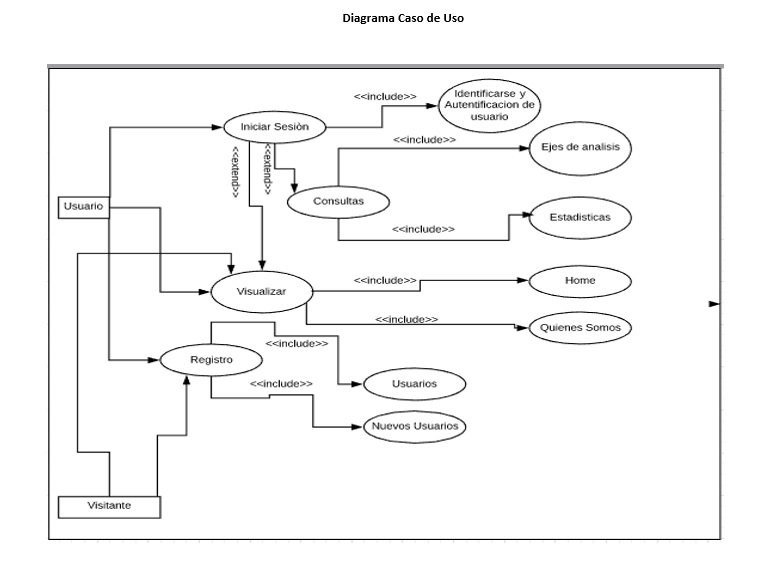 Diagrama Caso de Uso
<<include>>
Identificarse y
Autentificacion de
usuario
Iniciar Sesiòn
<<include>>
Ejes de analisis
<<extend>>
<<extend>>
Consultas
Usuario
Estadisticas
<<include>>
Visualizar
<<include>>
Home
<<include>>
Quienes Somos
<<include>>
Registro
<<include>>
Usuarios
Nuevos Usuarios
Visitante